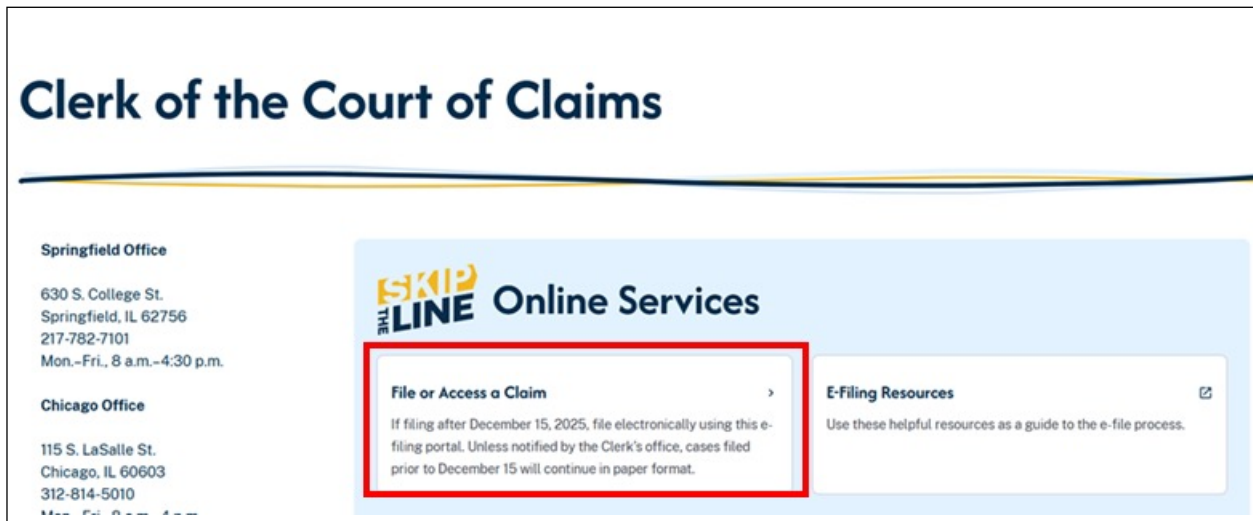 Clerk of the Court of Claims
Springfield Office
630 S. College St.
Springfield, IL 62756
217-782-7101
Mon.–Fri., 8 a.m.–4:30 p.m.
Chicago Office
115 S. LaSalle St.
Chicago, IL 60603
312-814-5010
Mon.–Fri., 8 a.m.–4 p.m.
SKIP
THE LINE
Online Services
File or Access a Claim
If filing after December 15, 2025, file electronically using this e-
filing portal. Unless notified by the Clerk's office, cases filed
prior to December 15 will continue in paper format.
E-Filing Resources
Use these helpful resources as a guide to the e-file process.